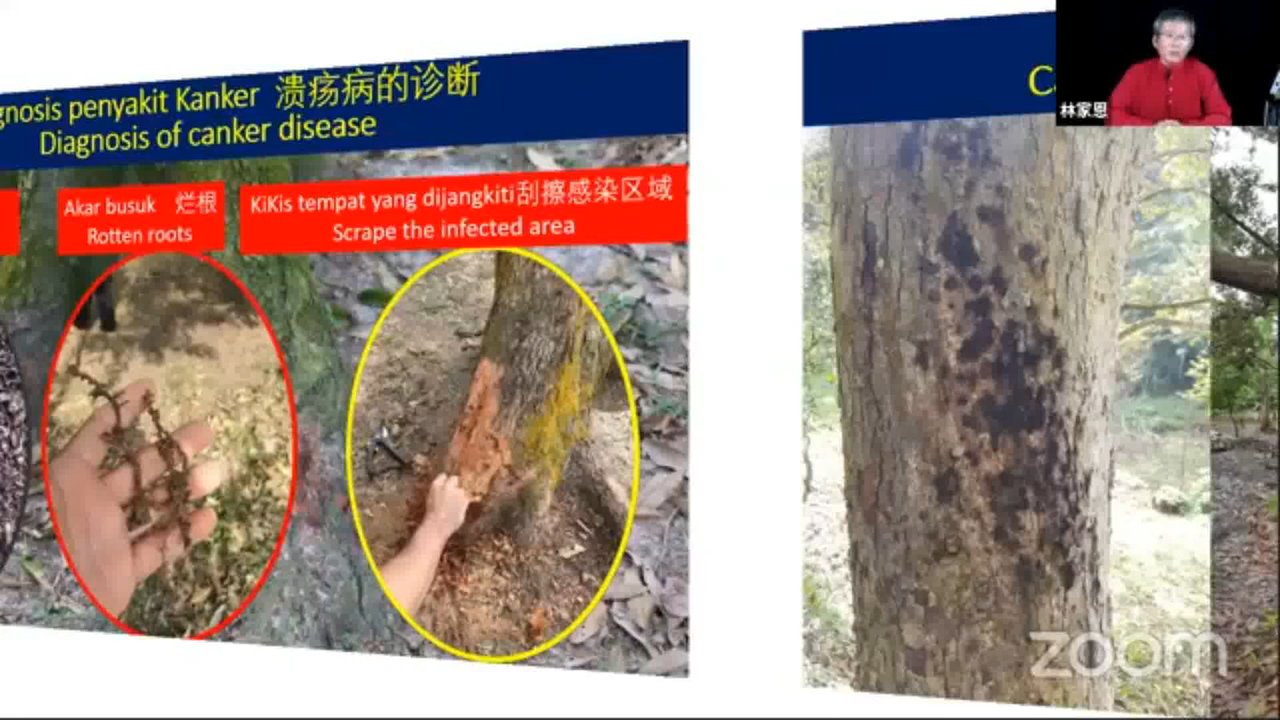 penyakit Kanker 溃疡病的诊断
Diagnosis of canker disease
Akar busuk 烂根
Rotten roots
KiKis tempat yang dijangkiti刮擦感染区域
Scrape the infected area
林家恩
zoom